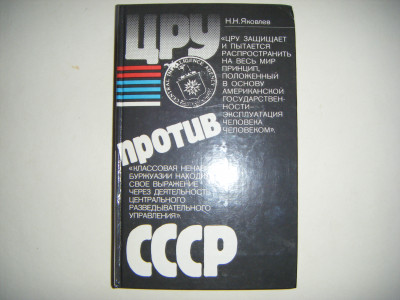 Н.Н.Яковлев
ЦРУ
"ЦРУ ЗАЩИЩАЕТ
И ПЫТАЕТСЯ
РАСПРОСТРАНИТЬ
НА ВЕСЬ МИР
ПРИНЦИП,
ПОЛОЖЕННЫЙ
В ОСНОВУ
АМЕРИКАНСКОЙ
ГОСУДАРСТВЕН-
НОСТИ-
ЭКСПЛУАТАЦИЯ
ЧЕЛОВЕКА
ЧЕЛОВЕКОМ".
против
"КЛАССОВАЯ
БУРЖУАЗИИ
СВОЕ ВЫРАЖЕНИЕ
ЧЕРЕЗ ДЕЯТЕЛЬНОСТЬ
ЦЕНТРАЛЬНОГО
РАЗВЕДЫВАТЕЛЬНОГО
УПРАВЛЕНИЯ".
СССР